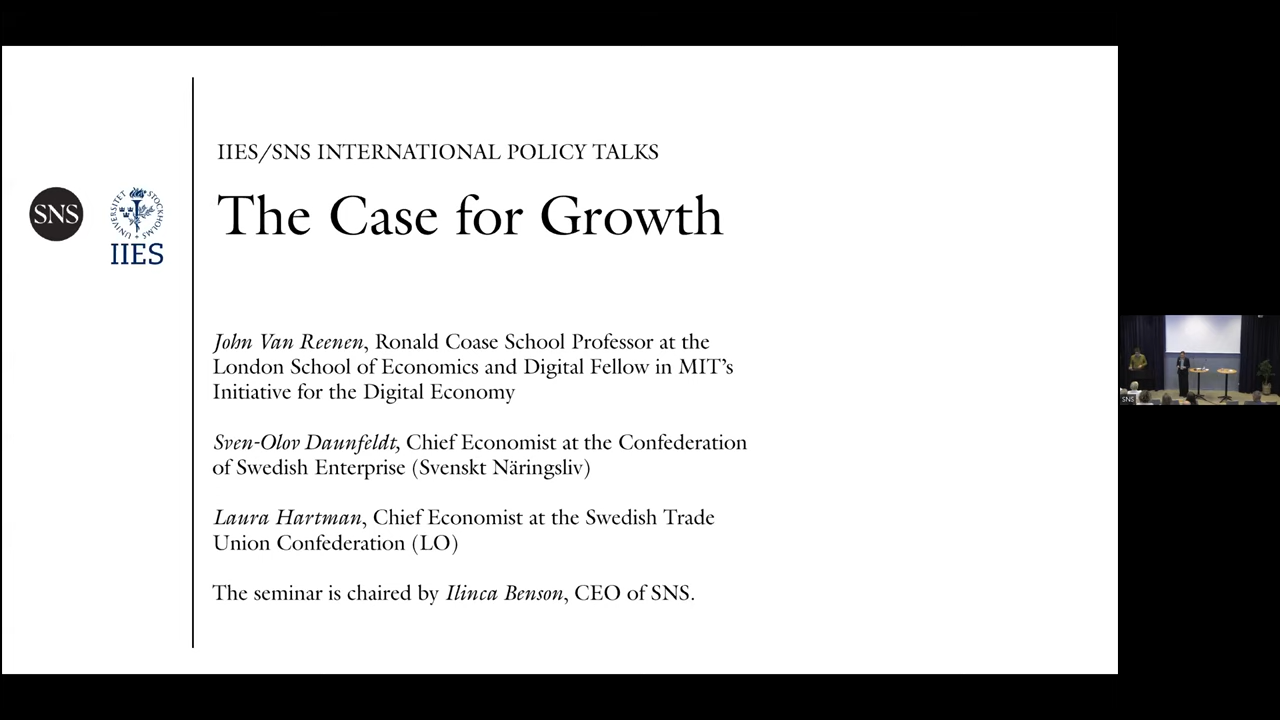 IIES/SNS INTERNATIONAL POLICY TALKS
The Case for Growth
SNS
UNIVERSITET STOCKHOLMS
IIES
John Van Reenen, Ronald Coase School Professor at the
London School of Economics and Digital Fellow in MIT’s
Initiative for the Digital Economy
Sven-Olov Daunfeldt, Chief Economist at the Confederation
of Swedish Enterprise (Svenskt Näringsliv)
Laura Hartman, Chief Economist at the Swedish Trade
Union Confederation (LO)
The seminar is chaired by Ilinca Benson, CEO of SNS.
SNS